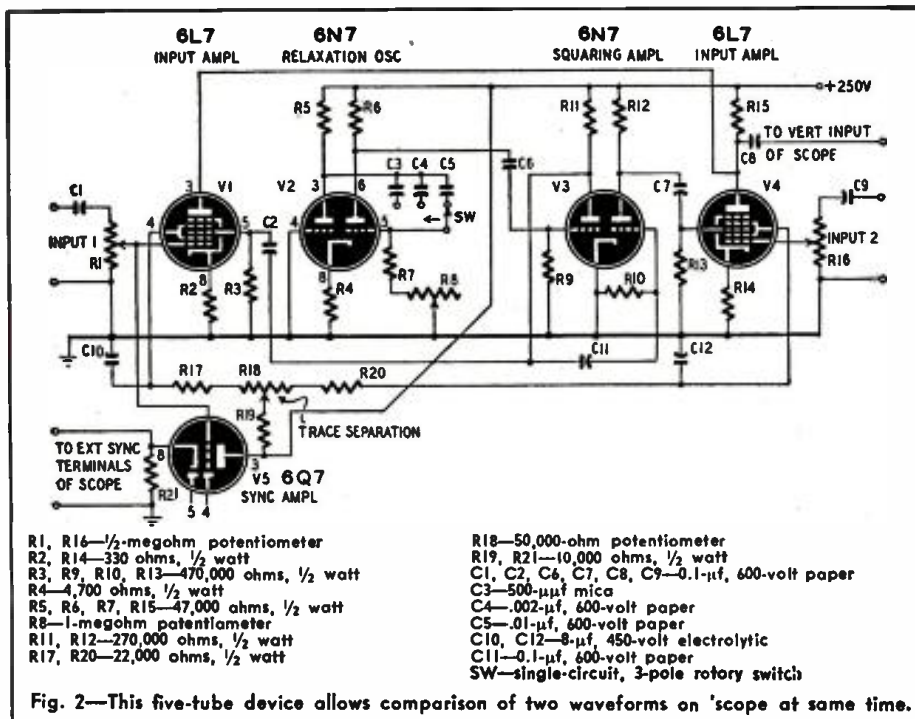 6L7
INPUT AMPL
6N7
RELAXATION OSC
6N7
SQUARING AMPL
6L7
INPUT AMPL
+250V
R5
R6
R11
R12
R15
TO VERT INPUT
OF SCOPE
C8
C3
C4
C5
C6
C7
C9
C1
3
V1
V2
3
6
V3
V4
4
5
C2
4
5
SW
INPUT 1
INPUT 2
R1
R16
8
8
R7
R8
R9
R10
R13
R2
R3
R4
R14
C10
C11
C12
R17
R18
R20
R19
TRACE SEPARATION
TO EXT SYNC
TERMINALS
OF SCOPE
8
3
R21
V5 6Q7
SYNC AMPL
5 4
R1, R16—½-megohm potentiometer
R2, R14—330 ohms, ½ watt
R3, R9, R10, R13—470,000 ohms, ½ watt
R4—4,700 ohms, ½ watt
R5, R6, R7, R15—47,000 ohms, ½ watt
R8—1-megohm potentiameter
R11, R12—270,000 ohms, ½ watt
R17, R20—22,000 ohms, ½ watt
R18—50,000-ohm potentiometer
R19, R21—10,000 ohms, ½ watt
C1, C2, C6, C7, C8, C9—0.1-µf, 600-volt paper
C3—500-µµf mica
C4—.002-µf, 600-volt paper
C5—.01-µf, 600-volt paper
C10, C12—8-µf, 450-volt electrolytic
C11—0.1-µf, 600-volt paper
SW—single-circuit, 3-pole rotory switch
Fig. 2—This five-tube device allows comparison of two waveforms on 'scope at same time.